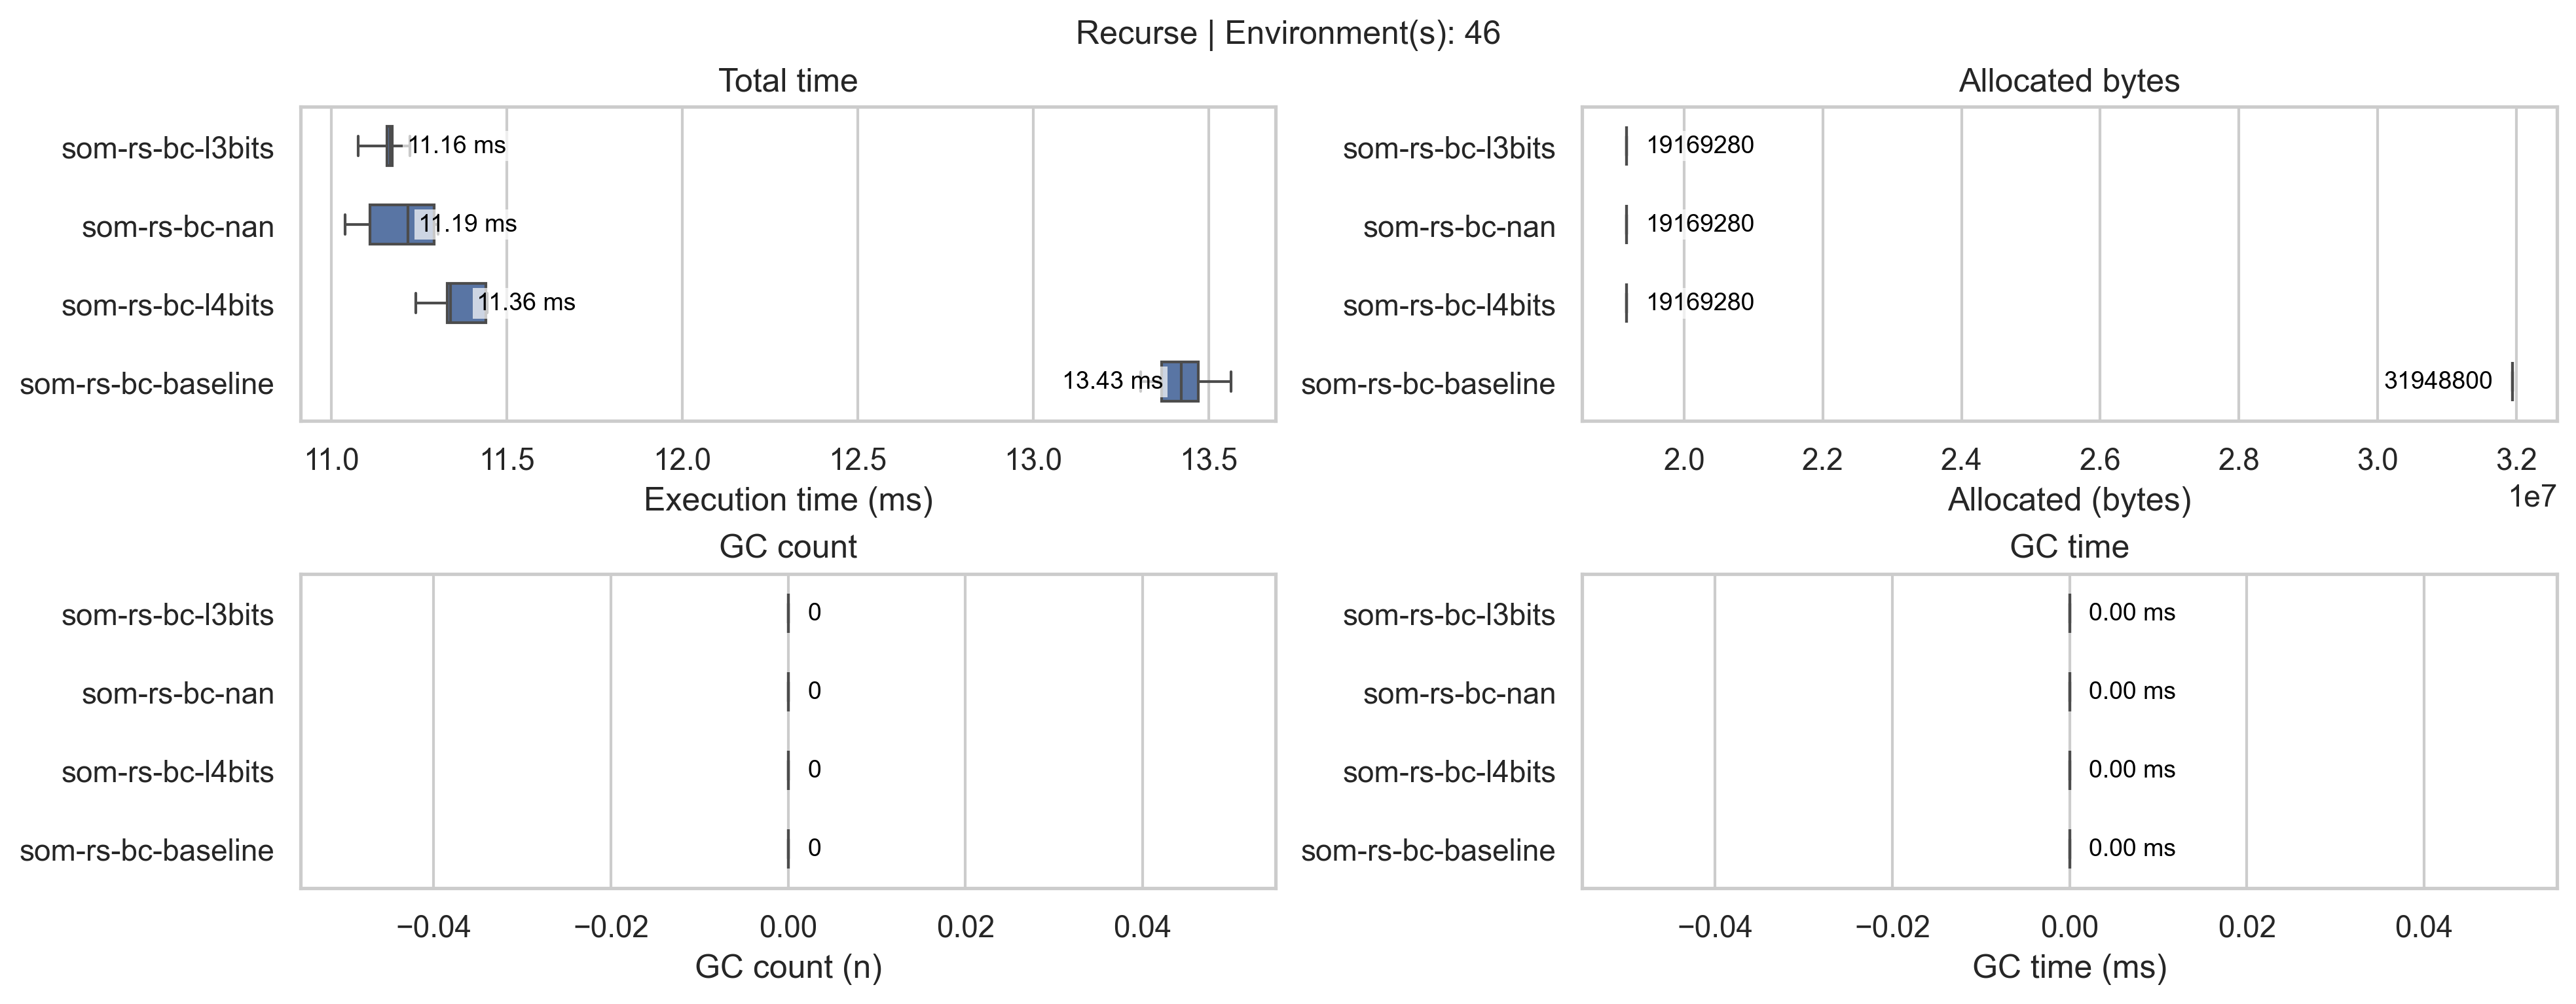 Recurse | Environment(s): 46
Total time
som-rs-bc-l3bits
11.16 ms
som-rs-bc-nan
11.19 ms
som-rs-bc-l4bits
11.36 ms
som-rs-bc-baseline
13.43 ms
11.0 11.5 12.0 12.5 13.0 13.5
Execution time (ms)
Allocated bytes
som-rs-bc-l3bits
19169280
som-rs-bc-nan
19169280
som-rs-bc-l4bits
19169280
som-rs-bc-baseline
31948800
2.0 2.2 2.4 2.6 2.8 3.0 3.2
1e7
Allocated (bytes)
GC count
som-rs-bc-l3bits
0
som-rs-bc-nan
0
som-rs-bc-l4bits
0
som-rs-bc-baseline
0
−0.04 −0.02 0.00 0.02 0.04
GC count (n)
GC time
som-rs-bc-l3bits
0.00 ms
som-rs-bc-nan
0.00 ms
som-rs-bc-l4bits
0.00 ms
som-rs-bc-baseline
0.00 ms
−0.04 −0.02 0.00 0.02 0.04
GC time (ms)